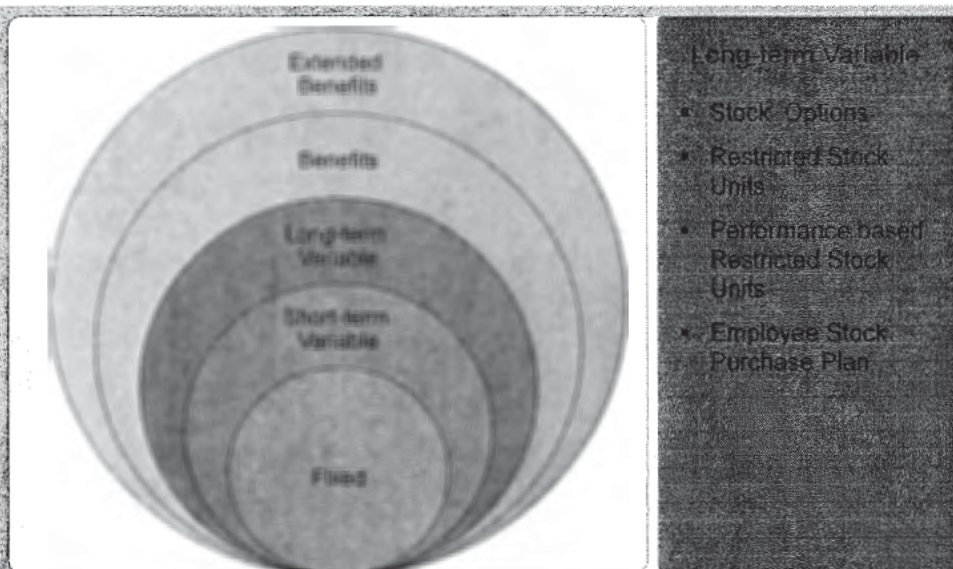 Extended
Benefits
Benefits
Long-term
Variable
Short-term
Variable
Fixed
Long-term Variable
▪ Stock Options
▪ Restricted Stock
Units
▪ Performance based
Restricted Stock
Units
▪ Employee Stock
Purchase Plan